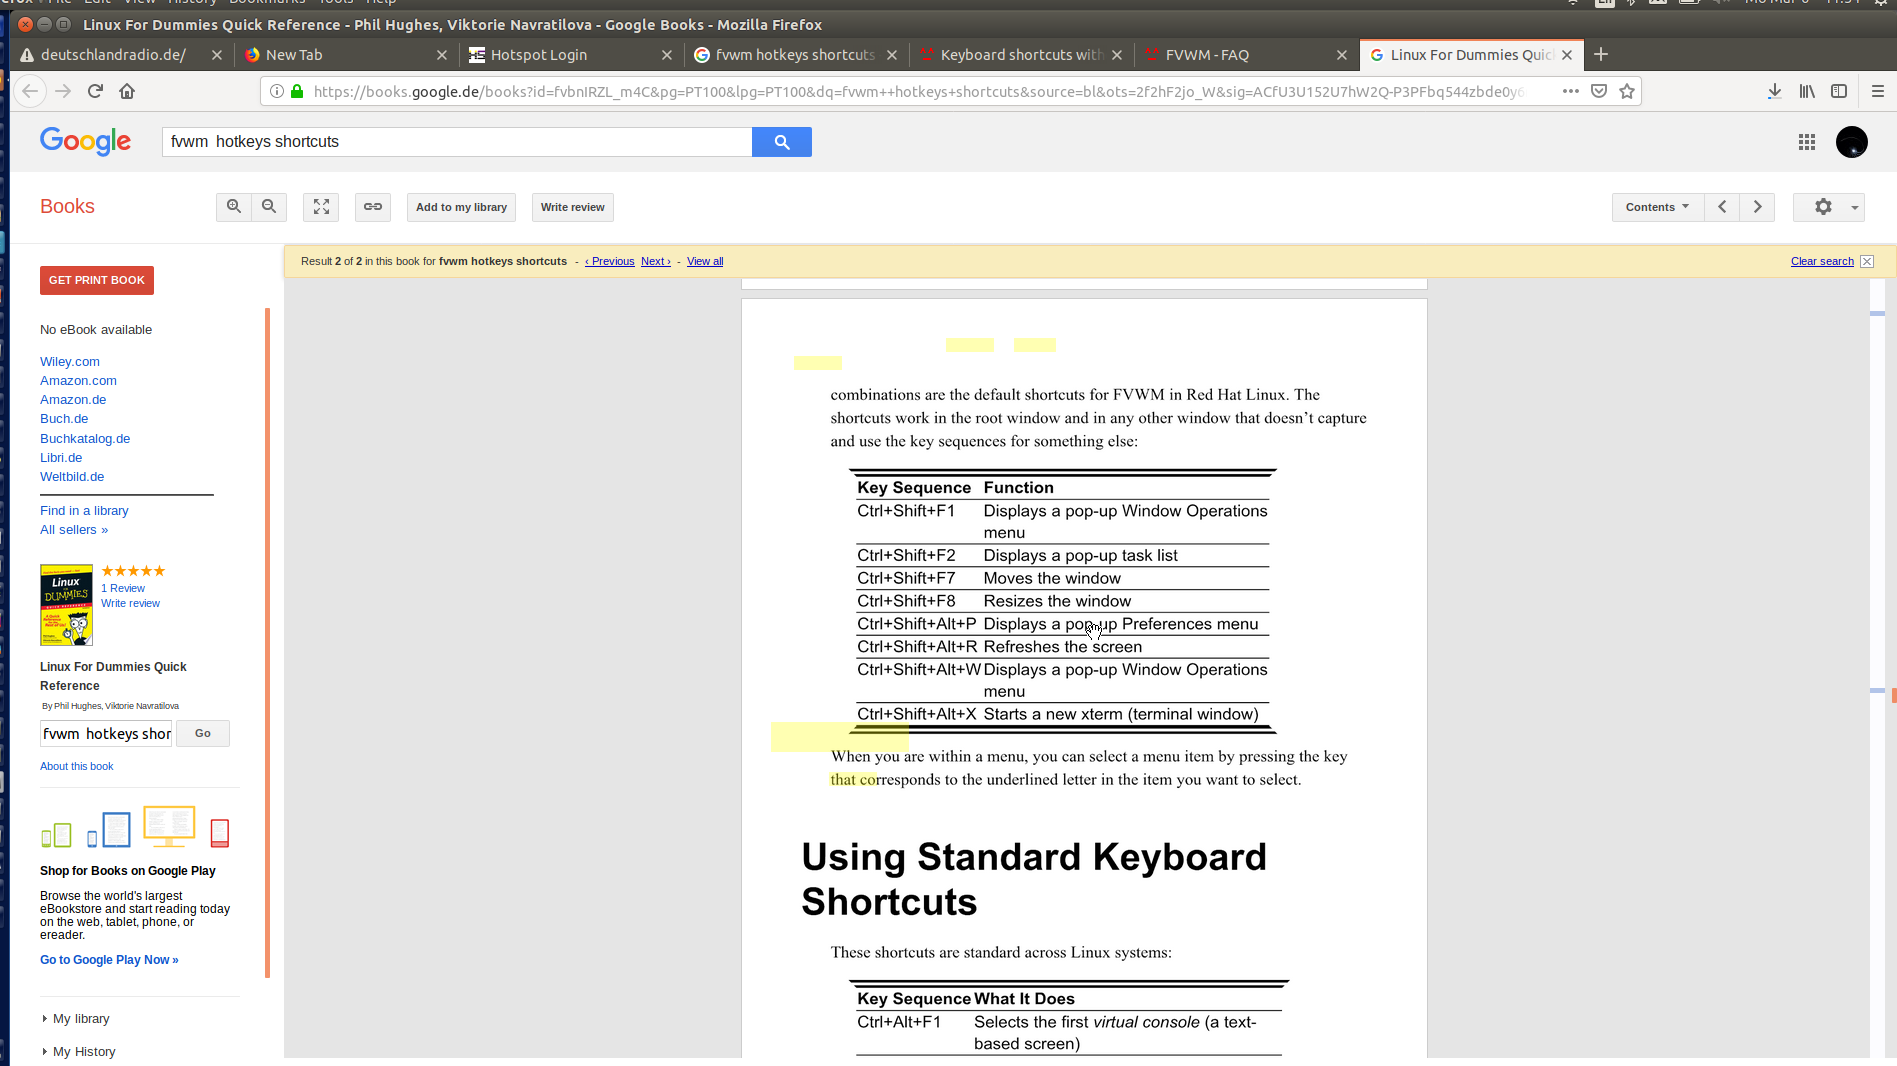 Edit View History Bookmarks Tools Help
Linux For Dummies Quick Reference - Phil Hughes, Viktorie Navratilova - Google Books - Mozilla Firefox
deutschlandradio.de/
New Tab
Hotspot Login
fvwm hotkeys shortcuts
Keyboard shortcuts with
FVWM - FAQ
Linux For Dummies Quic
https://books.google.de/books?id=fvbnIRZL_m4C&pg=PT100&lpg=PT100&dq=fvwm++hotkeys+shortcuts&source=bl&ots=2f2hF2jo_W&sig=ACfU3U152U7hW2Q-P3PFbq544zbde0y6
Google
fvwm hotkeys shortcuts
Books
Add to my library
Write review
Contents
Result 2 of 2 in this book for fvwm hotkeys shortcuts - ‹ Previous Next › - View all
Clear search
GET PRINT BOOK
No eBook available
Wiley.com
Amazon.com
Amazon.de
Buch.de
Buchkatalog.de
Libri.de
Weltbild.de
Find in a library
All sellers »
Linux
DUMMIES
1 Review
Write review
Linux For Dummies Quick
Reference
By Phil Hughes, Viktorie Navratilova
fvwm hotkeys shor
Go
About this book
Shop for Books on Google Play
Browse the world's largest
eBookstore and start reading today
on the web, tablet, phone, or
ereader.
Go to Google Play Now »
My library
My History
combinations are the default shortcuts for FVWM in Red Hat Linux. The
shortcuts work in the root window and in any other window that doesn’t capture
and use the key sequences for something else:
Key Sequence Function
Ctrl+Shift+F1 Displays a pop-up Window Operations
menu
Ctrl+Shift+F2 Displays a pop-up task list
Ctrl+Shift+F7 Moves the window
Ctrl+Shift+F8 Resizes the window
Ctrl+Shift+Alt+P Displays a pop-up Preferences menu
Ctrl+Shift+Alt+R Refreshes the screen
Ctrl+Shift+Alt+W Displays a pop-up Window Operations
menu
Ctrl+Shift+Alt+X Starts a new xterm (terminal window)
When you are within a menu, you can select a menu item by pressing the key
that corresponds to the underlined letter in the item you want to select.
Using Standard Keyboard
Shortcuts
These shortcuts are standard across Linux systems:
Key Sequence What It Does
Ctrl+Alt+F1 Selects the first virtual console (a text-
based screen)